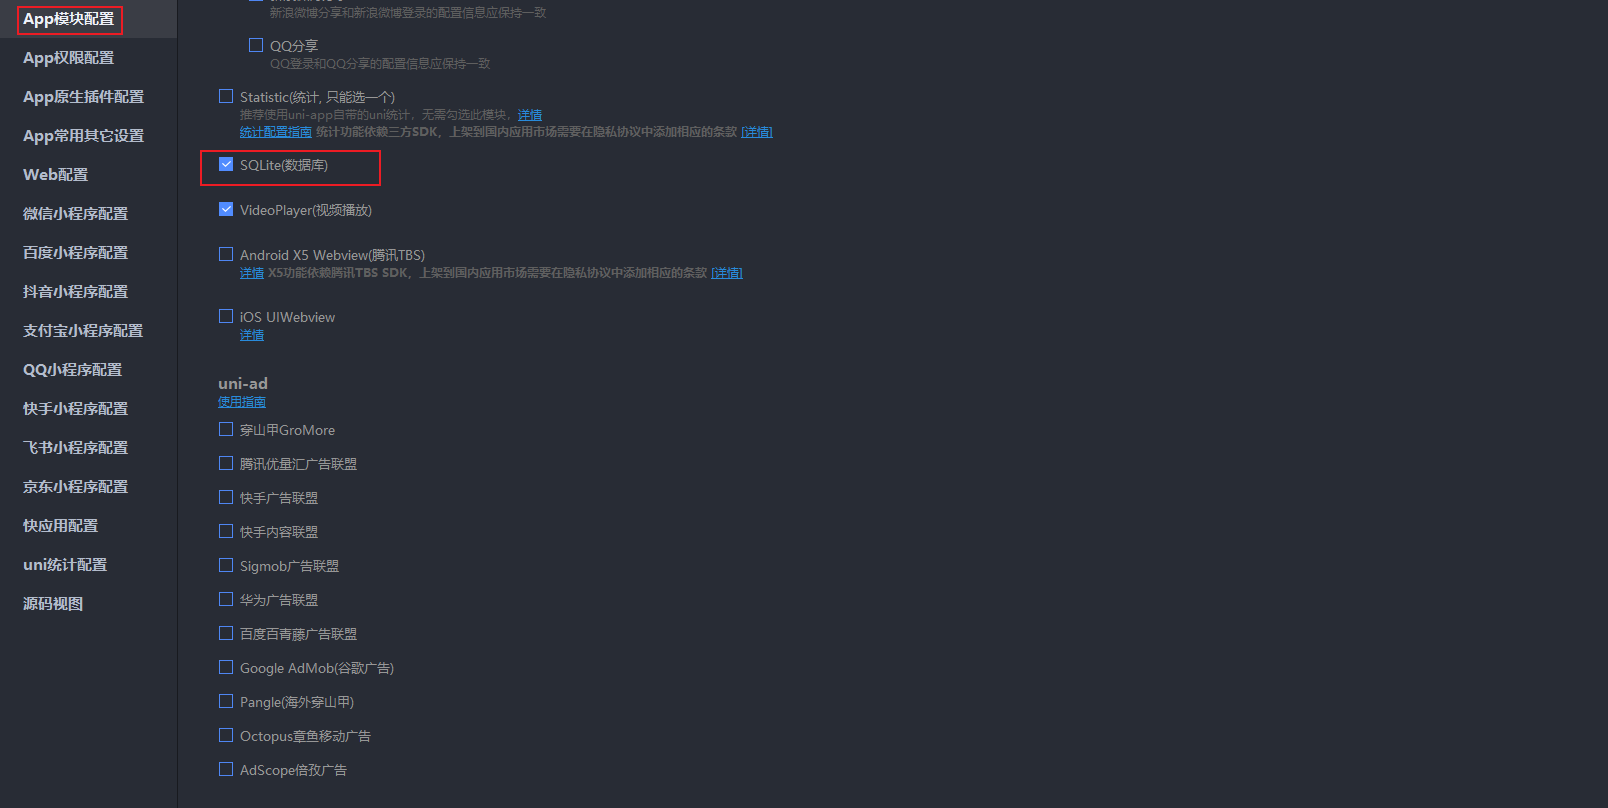 App模块配置
App权限配置
App原生插件配置
App常用其它设置
Web配置
微信小程序配置
百度小程序配置
抖音小程序配置
支付宝小程序配置
QQ小程序配置
快手小程序配置
飞书小程序配置
京东小程序配置
快应用配置
uni统计配置
源码视图
新浪微博分享和新浪微博登录的配置信息应保持一致
QQ分享
QQ登录和QQ分享的配置信息应保持一致
Statistic(统计, 只能选一个)
推荐使用uni-app自带的uni统计，无需勾选此模块，详情
统计配置指南 统计功能依赖三方SDK，上架到国内应用市场需要在隐私协议中添加相应的条款 [详情]
SQLite(数据库)
VideoPlayer(视频播放)
Android X5 Webview(腾讯TBS)
详情 X5功能依赖腾讯TBS SDK，上架到国内应用市场需要在隐私协议中添加相应的条款 [详情]
iOS UIWebview
详情
uni-ad
使用指南
穿山甲GroMore
腾讯优量汇广告联盟
快手广告联盟
快手内容联盟
Sigmob广告联盟
华为广告联盟
百度百青藤广告联盟
Google AdMob(谷歌广告)
Pangle(海外穿山甲)
Octopus章鱼移动广告
AdScope倍孜广告